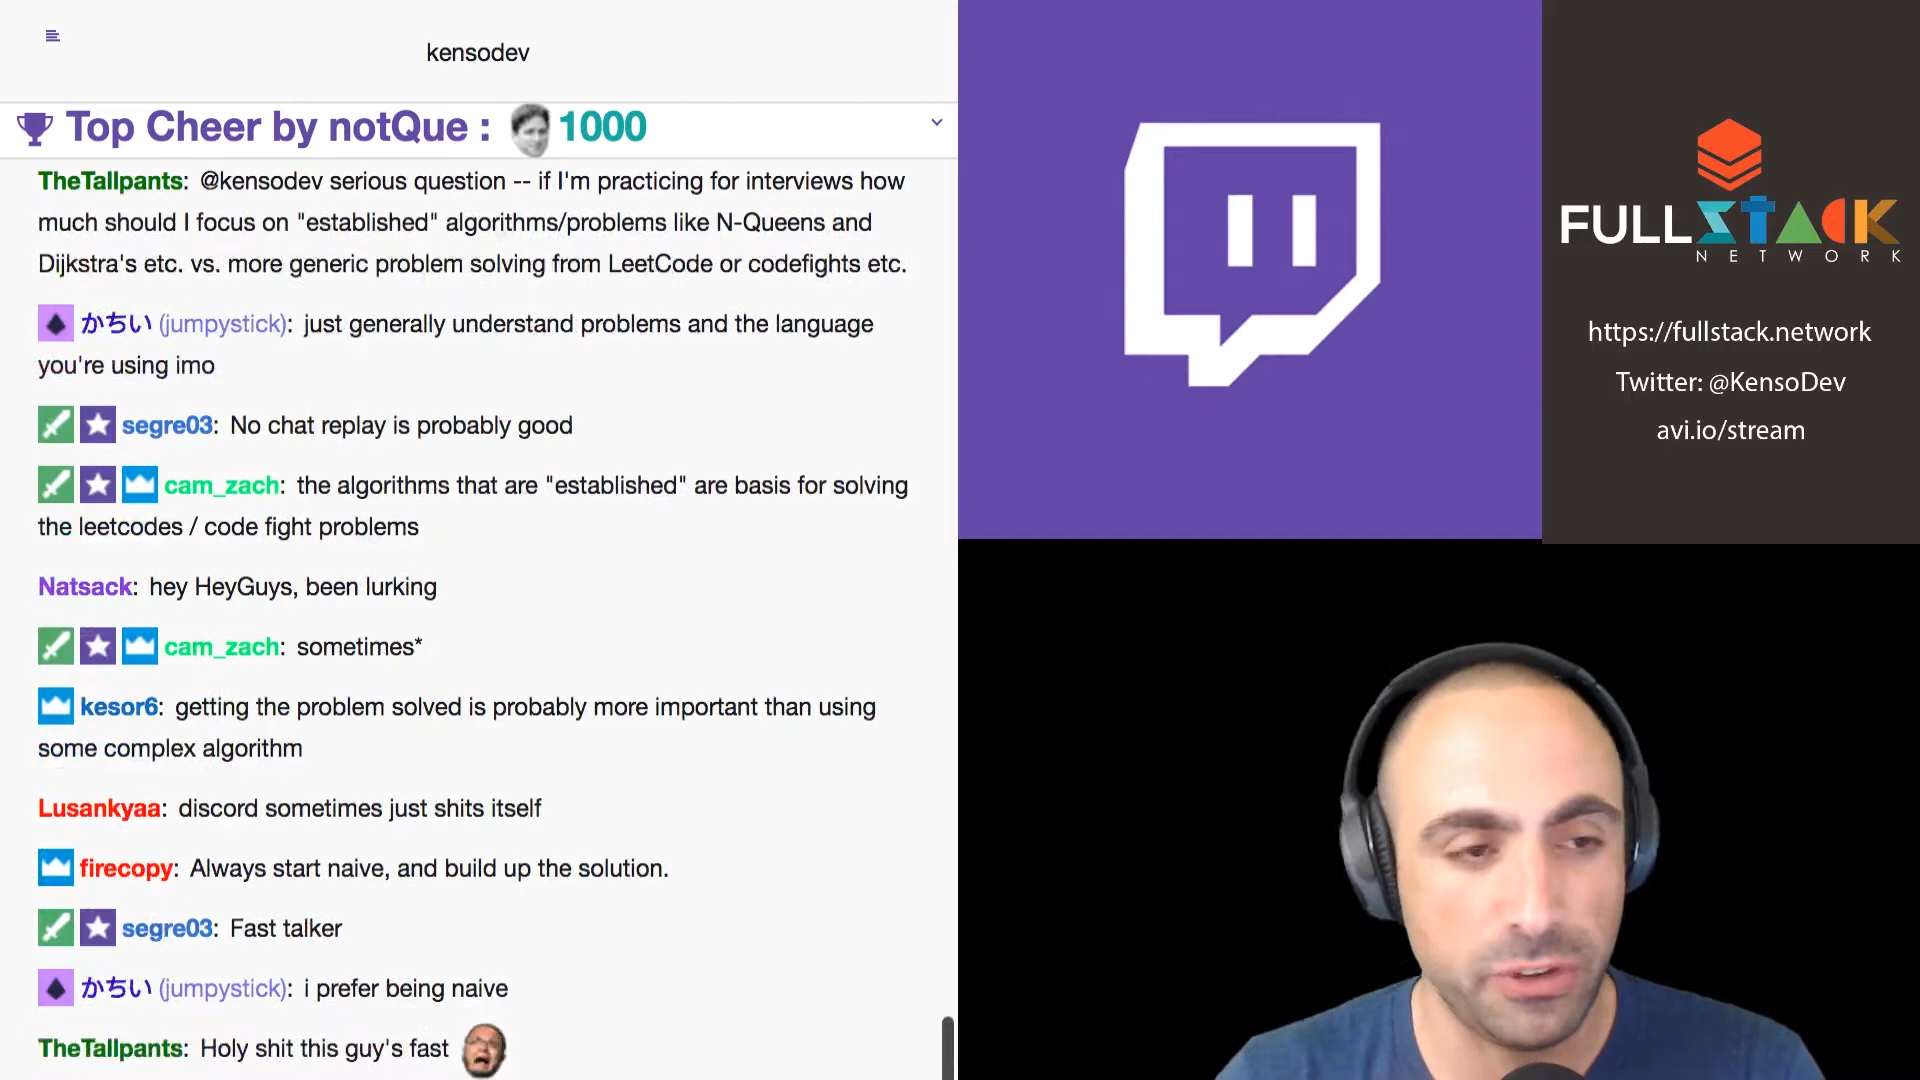 kensodev
Top Cheer by notQue : 1000
TheTallpants: @kensodev serious question -- if I'm practicing for interviews how
much should I focus on "established" algorithms/problems like N-Queens and
Dijkstra's etc. vs. more generic problem solving from LeetCode or codefights etc.
かちい (jumpystick): just generally understand problems and the language
you're using imo
segre03: No chat replay is probably good
cam_zach: the algorithms that are "established" are basis for solving
the leetcodes / code fight problems
Natsack: hey HeyGuys, been lurking
cam_zach: sometimes*
kesor6: getting the problem solved is probably more important than using
some complex algorithm
Lusankyaa: discord sometimes just shits itself
firecopy: Always start naive, and build up the solution.
segre03: Fast talker
かちい (jumpystick): i prefer being naive
TheTallpants: Holy shit this guy's fast
FULLSTACK
NETWORK
https://fullstack.network
Twitter: @KensoDev
avi.io/stream